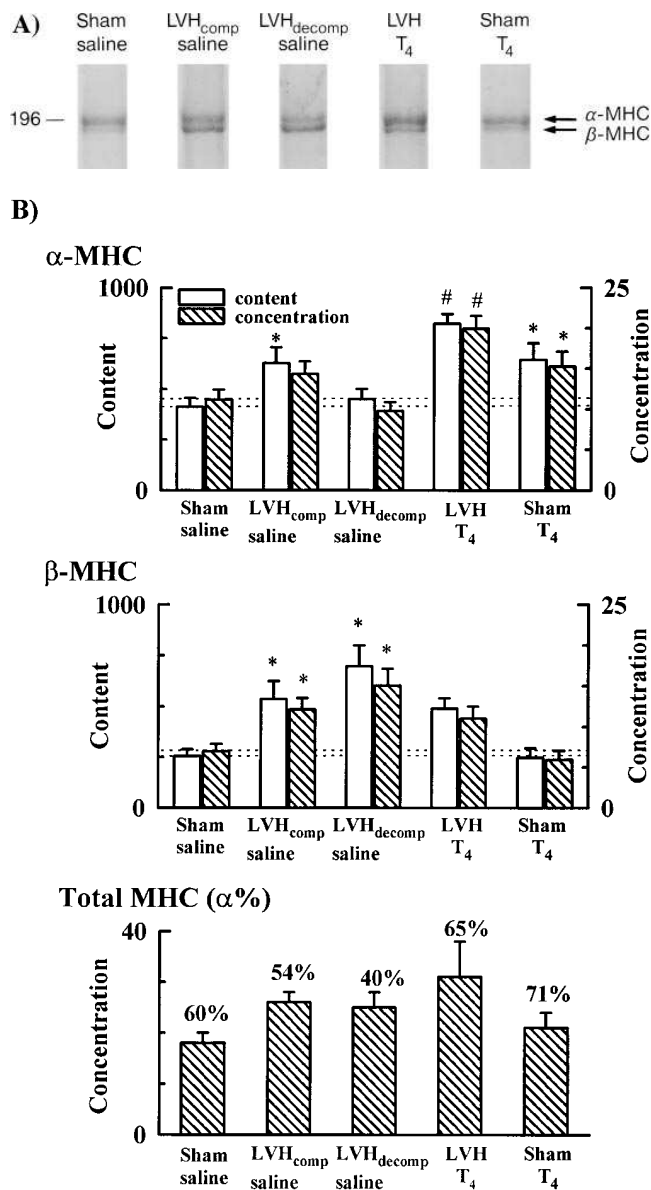 A)
Sham saline
LVHcomp saline
LVHdecomp saline
LVH T4
Sham T4
196
α-MHC
β-MHC
B)
α-MHC
1000
25
content
concentration
*
# #
* *
Content
Concentration
0
0
Sham saline
LVHcomp saline
LVHdecomp saline
LVH T4
Sham T4
β-MHC
1000
25
* *
* *
Content
Concentration
0
0
Sham saline
LVHcomp saline
LVHdecomp saline
LVH T4
Sham T4
Total MHC (α%)
40
60%
54%
40%
65%
71%
Concentration
0
Sham saline
LVHcomp saline
LVHdecomp saline
LVH T4
Sham T4